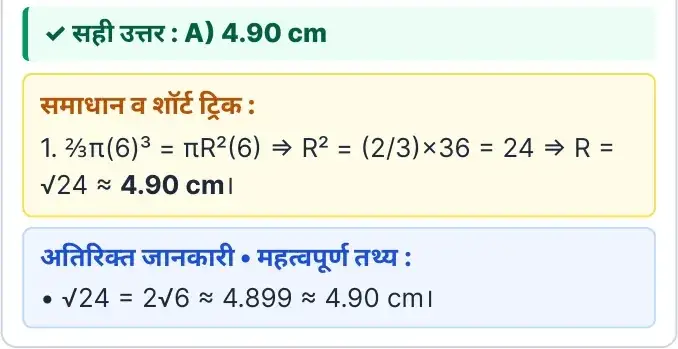 ✓ सही उत्तर : A) 4.90 cm
समाधान व शॉर्ट ट्रिक :
1. ⅔π(6)³ = πR²(6) ⇒ R² = (2/3)×36 = 24 ⇒ R =
√24 ≈ 4.90 cm।
अतिरिक्त जानकारी • महत्वपूर्ण तथ्य :
• √24 = 2√6 ≈ 4.899 ≈ 4.90 cm।